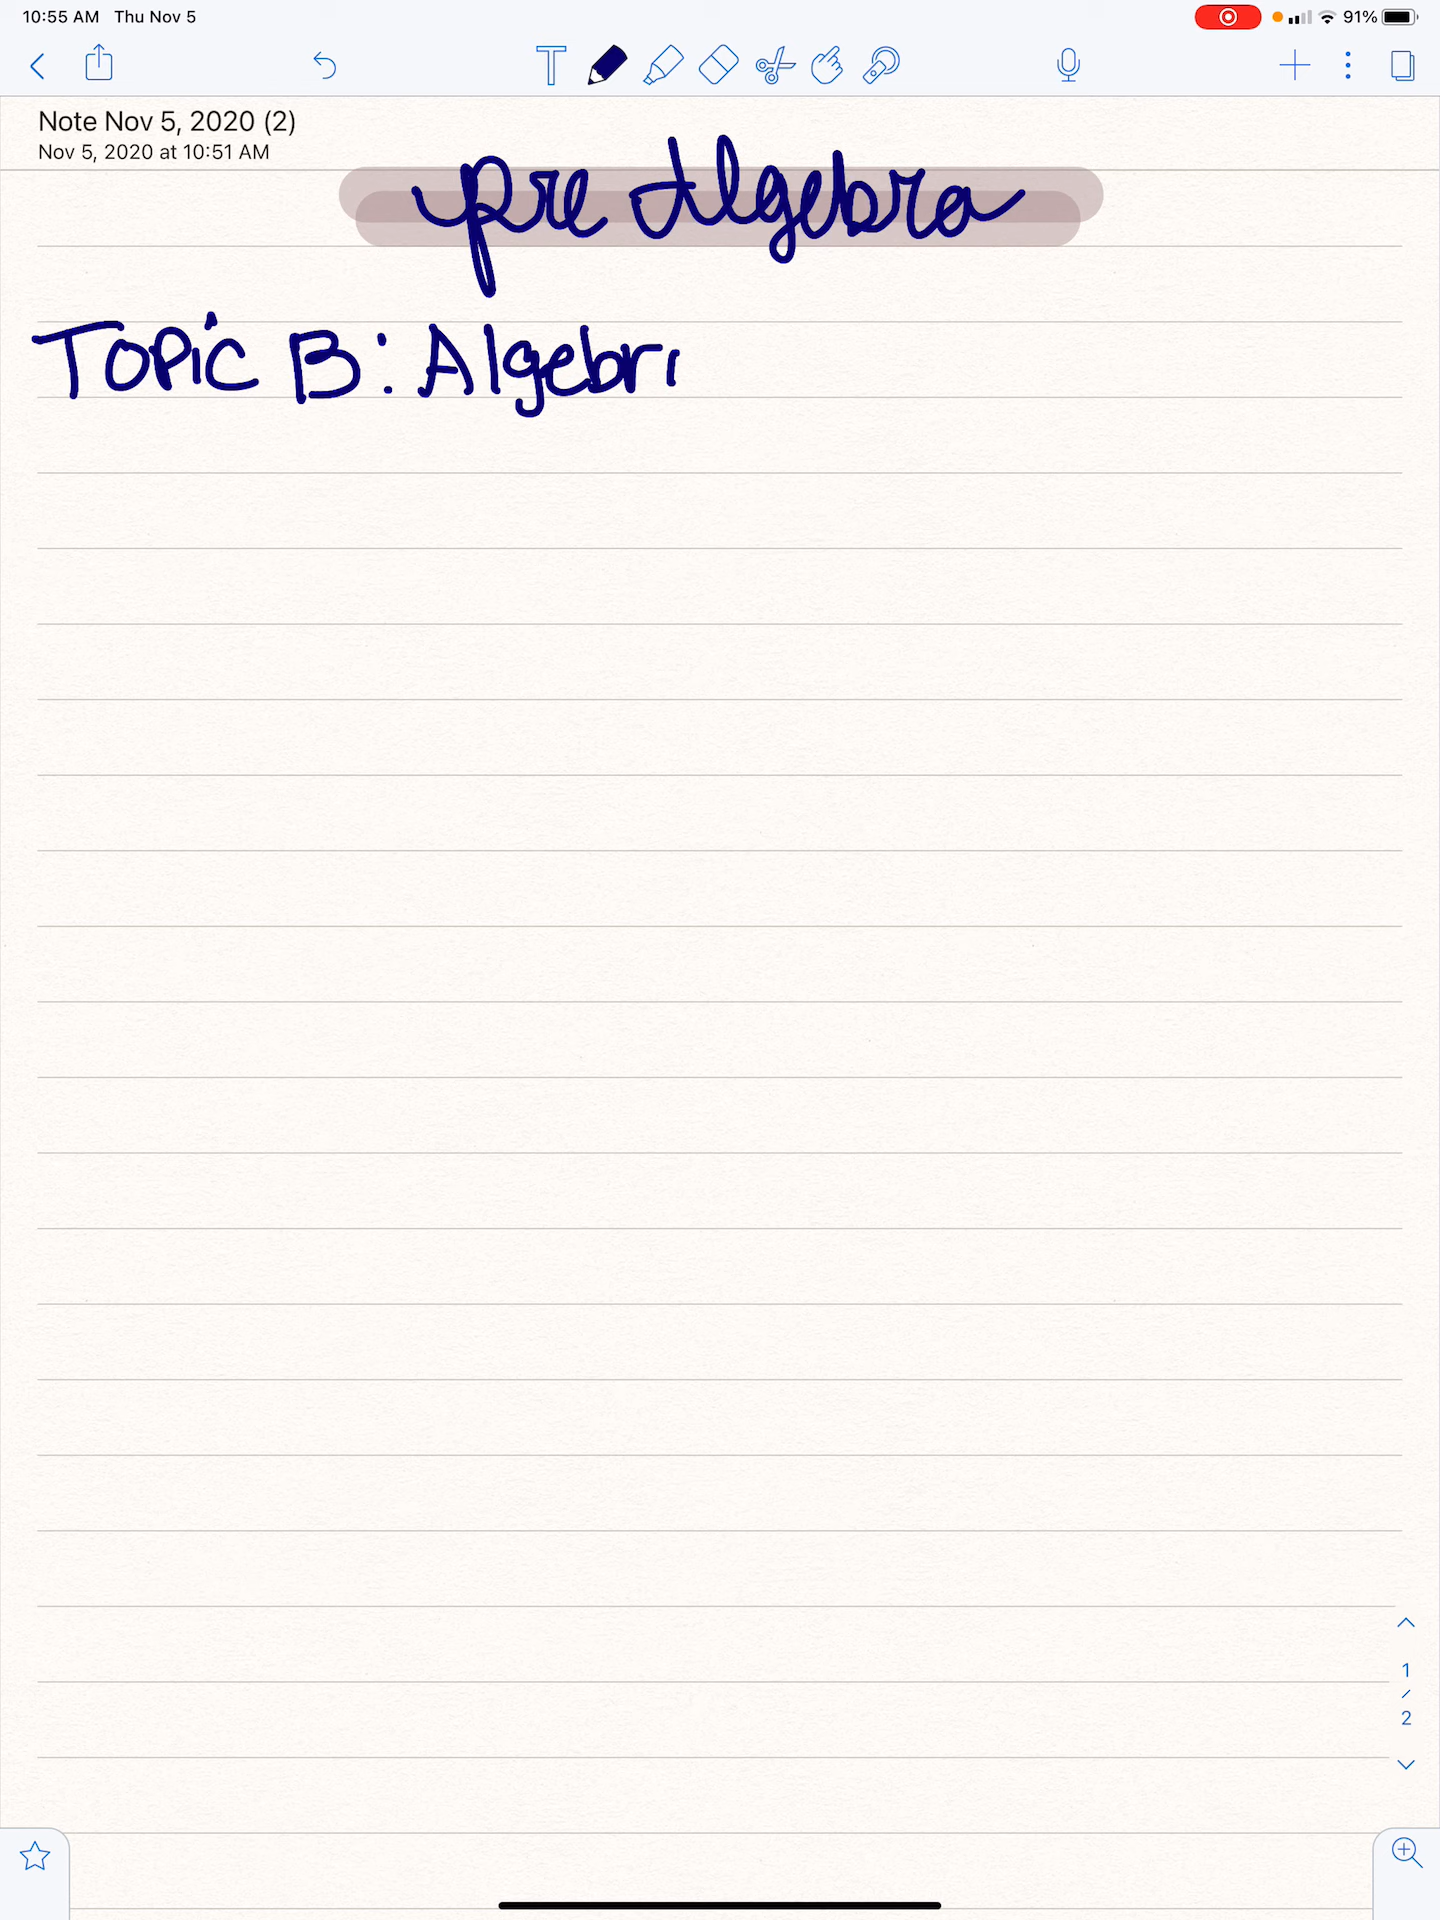 10:55 AM Thu Nov 5 91%
Note Nov 5, 2020 (2)
Nov 5, 2020 at 10:51 AM
Pre Algebra
Topic B: Algebri
1
/
2